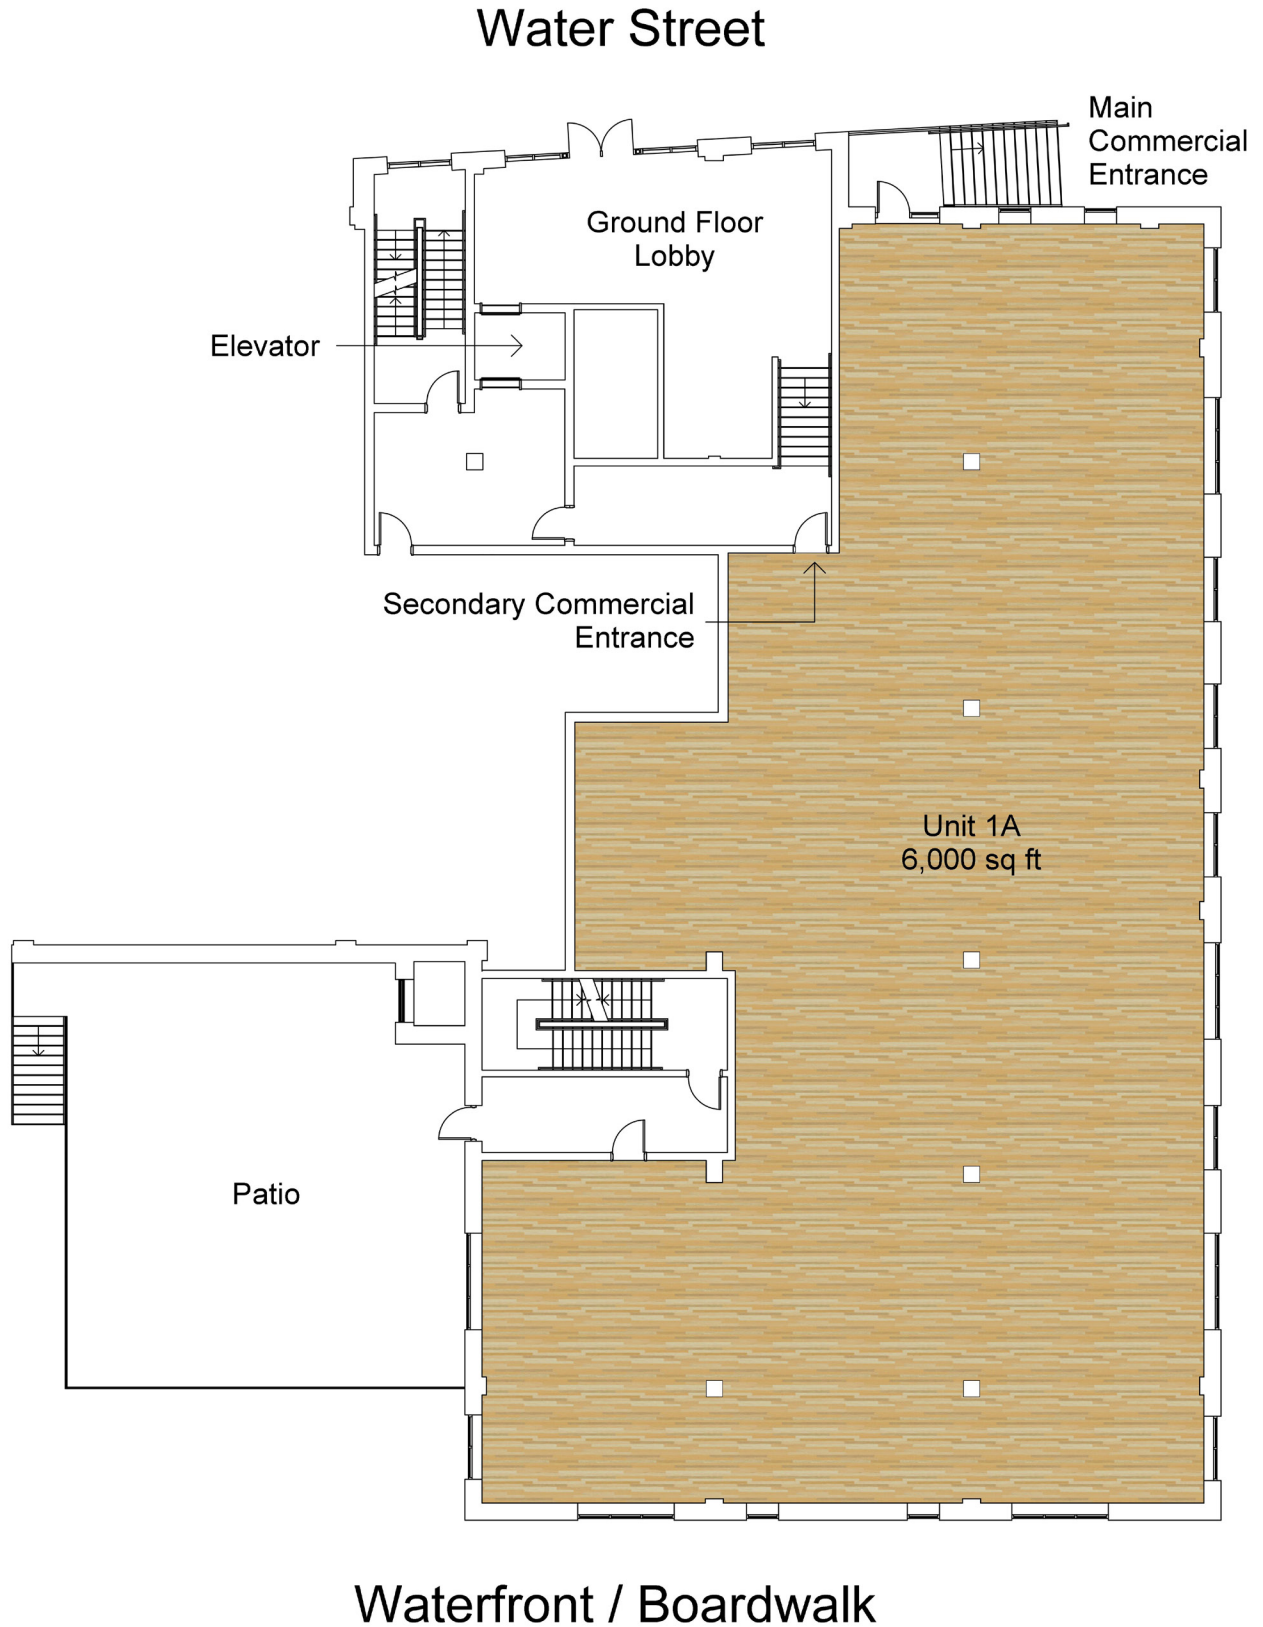 Water Street
Main
Commercial
Entrance
Ground Floor
Lobby
Elevator
Secondary Commercial
Entrance
Unit 1A
6,000 sq ft
Patio
Waterfront / Boardwalk